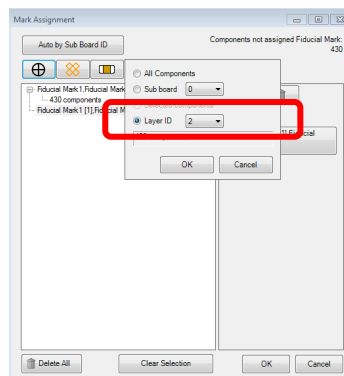 Mark Assignment
Auto by Sub Board ID
Components not assigned Fiducial Mark:
430
All Components
Sub board 0
Fiducial Mark1,Fiducial Mark
430 components
Selected components
Fiducial Mark1 [1],Fiducial M
Layer ID 2
Fiducial
OK Cancel
Delete All Clear Selection OK Cancel